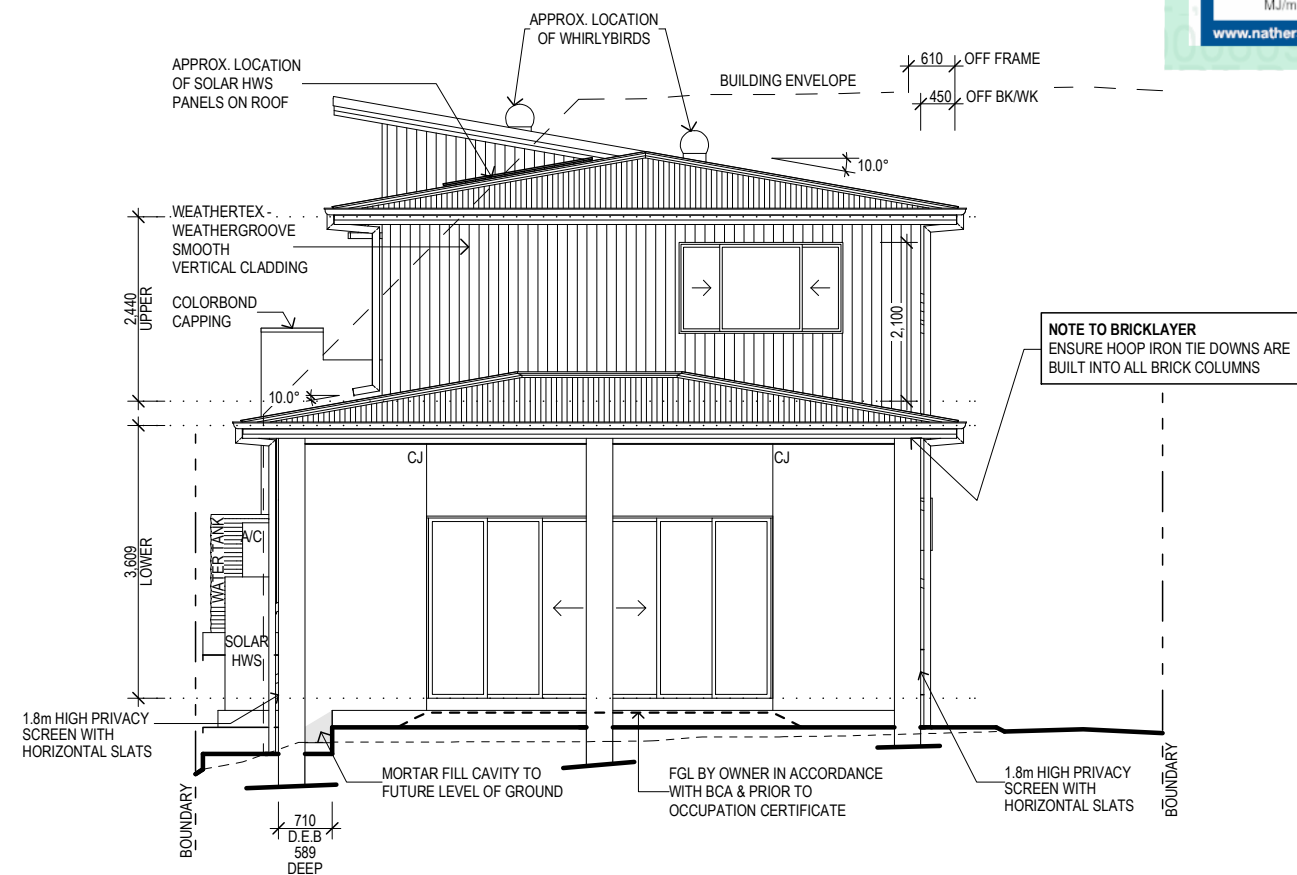 MJ/m
www.nather
APPROX. LOCATION
OF WHIRLYBIRDS
APPROX. LOCATION
OF SOLAR HWS
PANELS ON ROOF
BUILDING ENVELOPE
610 OFF FRAME
450 OFF BK/WK
10.0°
WEATHERTEX -
WEATHERGROOVE
SMOOTH
VERTICAL CLADDING
2,440
UPPER
COLORBOND
CAPPING
2,100
NOTE TO BRICKLAYER
ENSURE HOOP IRON TIE DOWNS ARE
BUILT INTO ALL BRICK COLUMNS
10.0°
CJ
CJ
3,609
LOWER
WATER TANK
A/C
SOLAR
HWS
1.8m HIGH PRIVACY
SCREEN WITH
HORIZONTAL SLATS
MORTAR FILL CAVITY TO
FUTURE LEVEL OF GROUND
FGL BY OWNER IN ACCORDANCE
WITH BCA & PRIOR TO
OCCUPATION CERTIFICATE
1.8m HIGH PRIVACY
SCREEN WITH
HORIZONTAL SLATS
BOUNDARY
BOUNDARY
710
D.E.B
589
DEEP